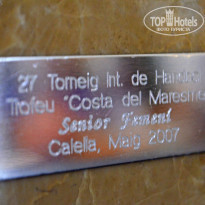 TOP Hotels
27 Torneig Int. de Handbol
Trofeu "Costa del Maresme
Senior Femení
Calella, Maig 2007